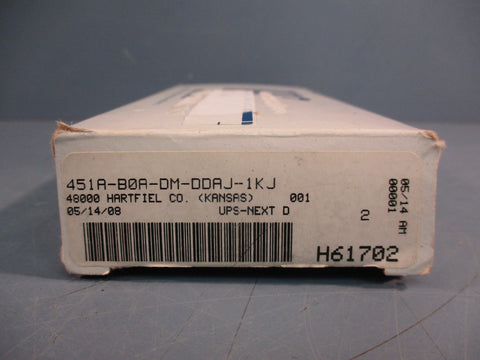 451A-B0A-DM-DDAJ-1KJ
48000 HARTFIEL CO. (KANSAS) 001
05/14/08 UPS-NEXT D
2
H61702
05/14 AM
00001